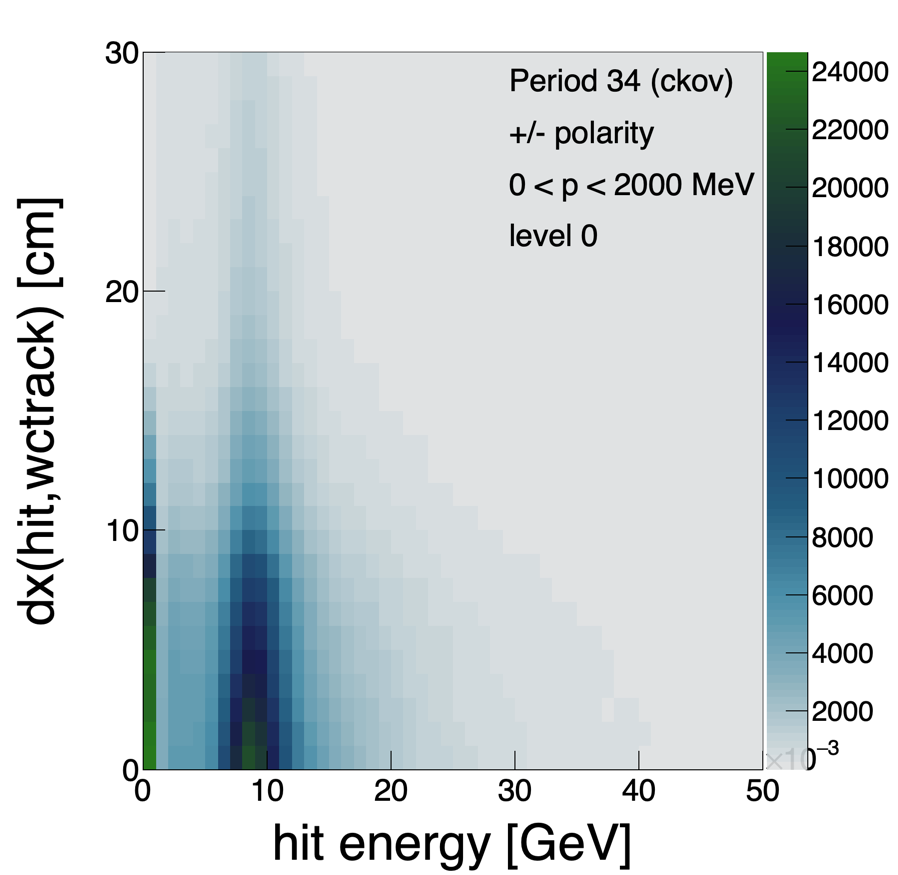 Period 34 (ckov)
+/- polarity
0 < p < 2000 MeV
level 0
dx(hit,wctrack) [cm]
30
20
10
0
0 10 20 30 40 50
hit energy [GeV]
24000
22000
20000
18000
16000
14000
12000
10000
8000
6000
4000
2000
0
×10⁻³